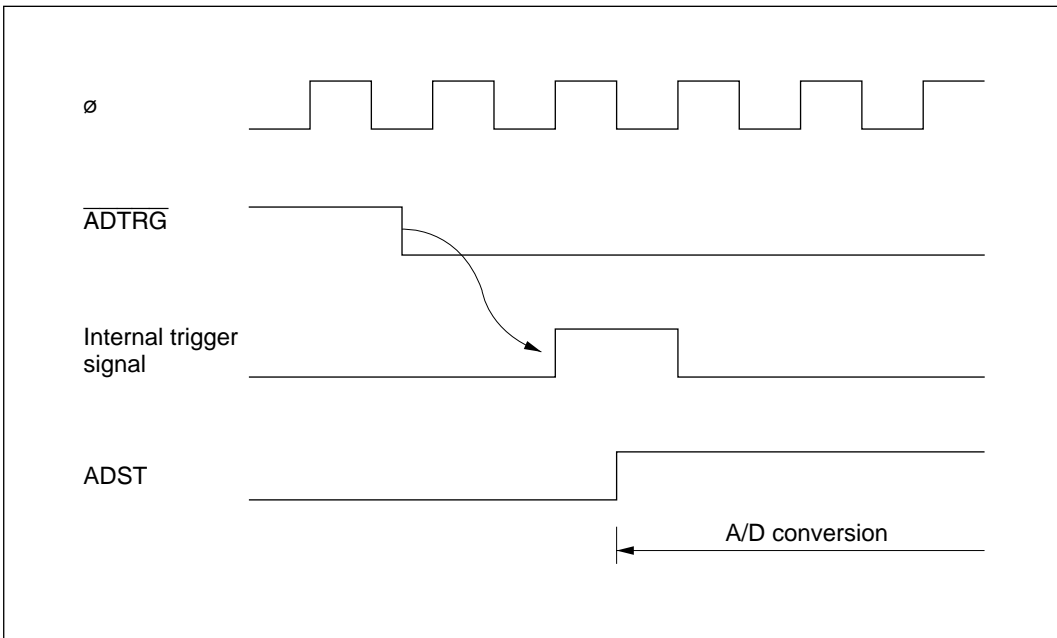 ø
ADTRG
Internal trigger
signal
ADST
A/D conversion